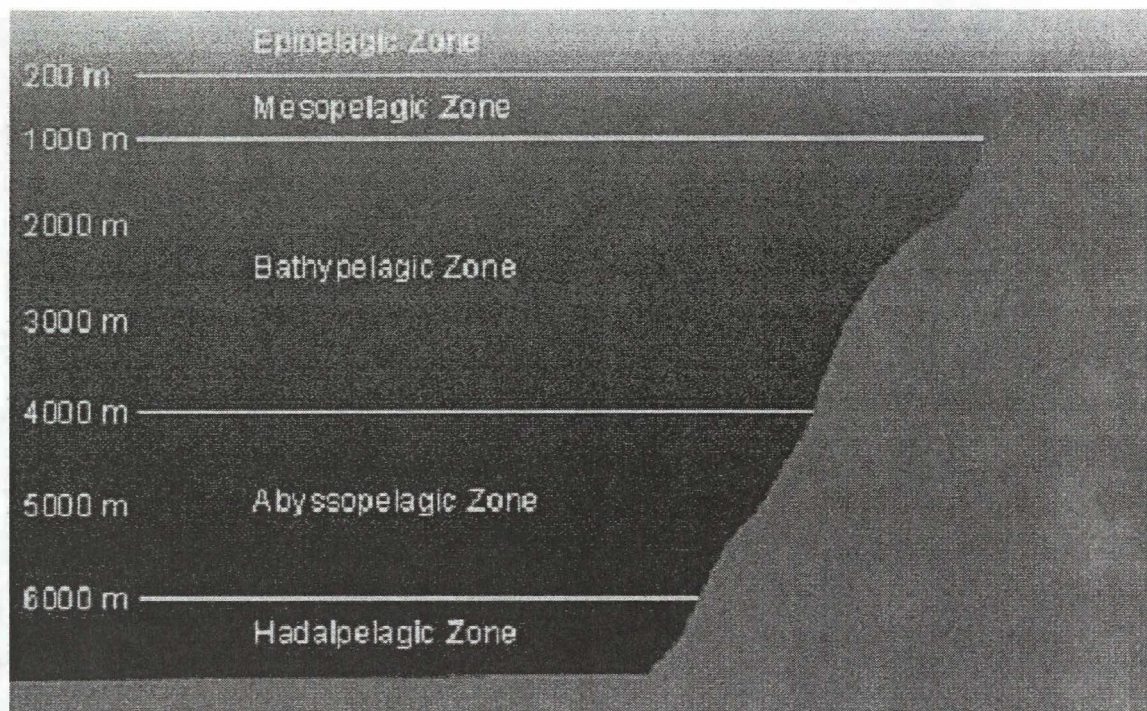 Epipelagic Zone
200 m
Mesopelagic Zone
1000 m
2000 m
Bathypelagic Zone
3000 m
4000 m
Abyssopelagic Zone
5000 m
6000 m
Hadalpelagic Zone